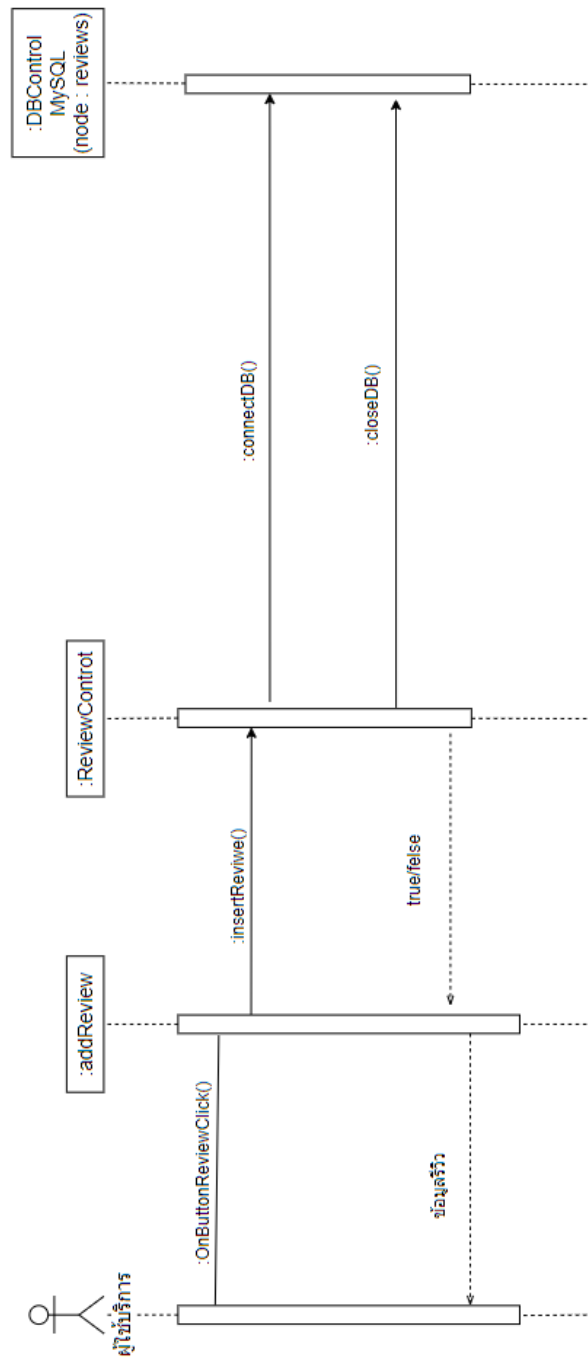 ผู้ใช้บริการ
:addReview
:ReviewControt
:DBControl
MySQL
(node : reviews)
:OnButtonReviewClick()
:insertReviwe()
:connectDB()
:closeDB()
true/felse
ข้อมูลรีวิว